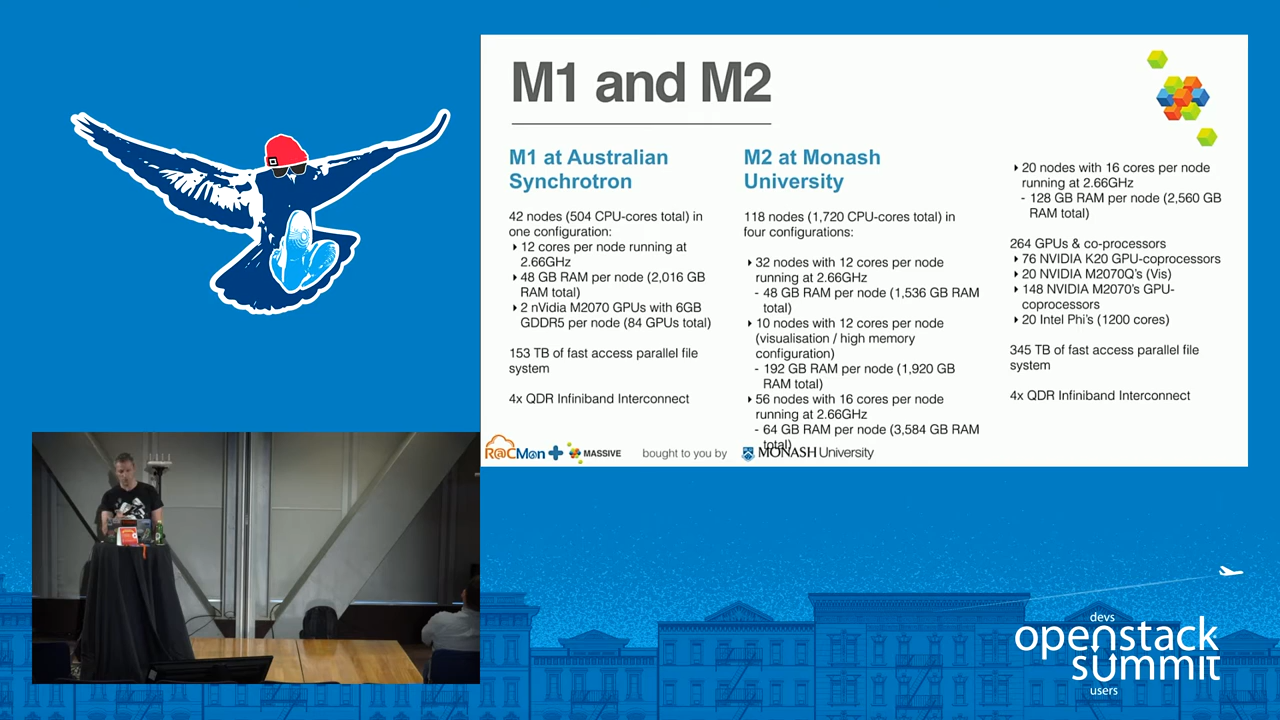 M1 and M2
M1 at Australian
Synchrotron
42 nodes (504 CPU-cores total) in
one configuration:
12 cores per node running at
2.66GHz
48 GB RAM per node (2,016 GB
RAM total)
2 nVidia M2070 GPUs with 6GB
GDDR5 per node (84 GPUs total)
153 TB of fast access parallel file
system
4x QDR Infiniband Interconnect
M2 at Monash
University
118 nodes (1,720 CPU-cores total) in
four configurations:
32 nodes with 12 cores per node
running at 2.66GHz
- 48 GB RAM per node (1,536 GB RAM
total)
10 nodes with 12 cores per node
(visualisation / high memory
configuration)
- 192 GB RAM per node (1,920 GB
RAM total)
56 nodes with 16 cores per node
running at 2.66GHz
- 64 GB RAM per node (3,584 GB RAM
total)
20 nodes with 16 cores per node
running at 2.66GHz
- 128 GB RAM per node (2,560 GB
RAM total)
264 GPUs & co-processors
76 NVIDIA K20 GPU-coprocessors
20 NVIDIA M2070Q's (Vis)
148 NVIDIA M2070's GPU-
coprocessors
20 Intel Phi's (1200 cores)
345 TB of fast access parallel file
system
4x QDR Infiniband Interconnect
R@CMon MASSIVE bought to you by MONASH University
devs
openstack
summit
users